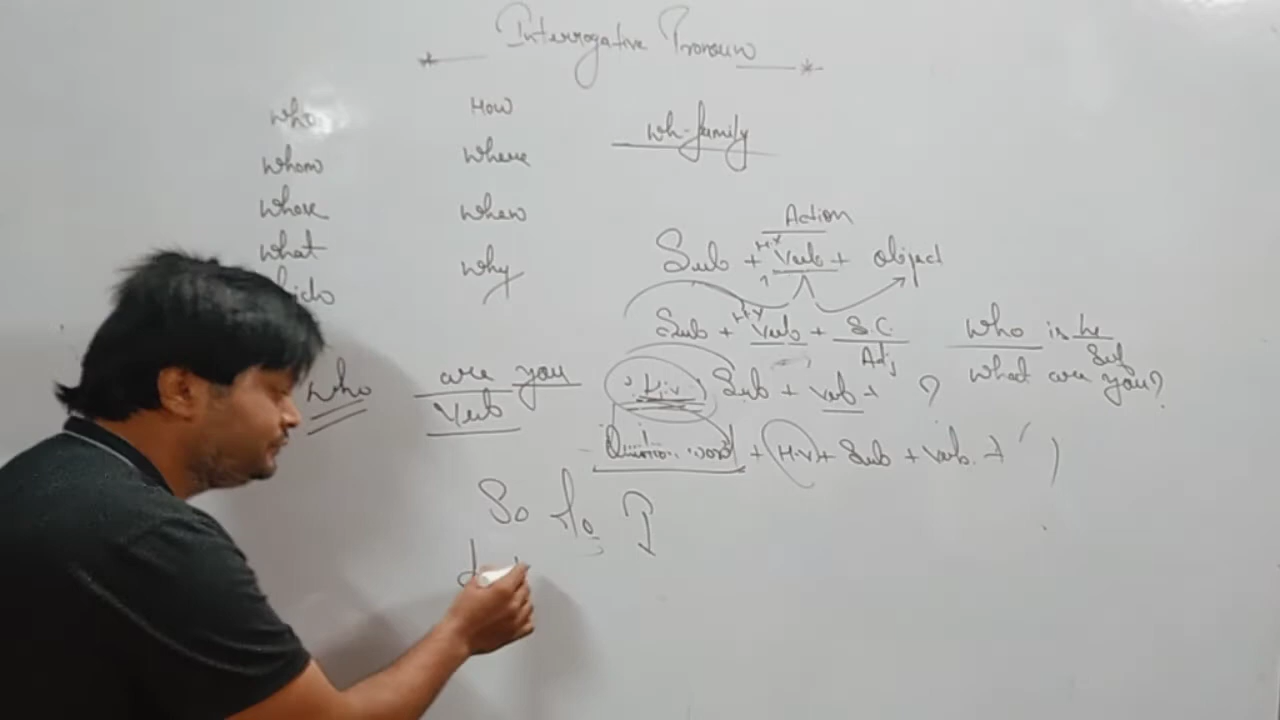 Interrogative Pronoun
Who How
wh-family
Whom Where
Whose When
Action
What Why
Sub + H.V Verb + object
Sub + H.V Verb + S.C.
Adj
Who is he
Sub
What are you?
Who are you
Verb
H.V. Sub + Verb + ?
Question word + H.V + Sub + Verb +
So do I